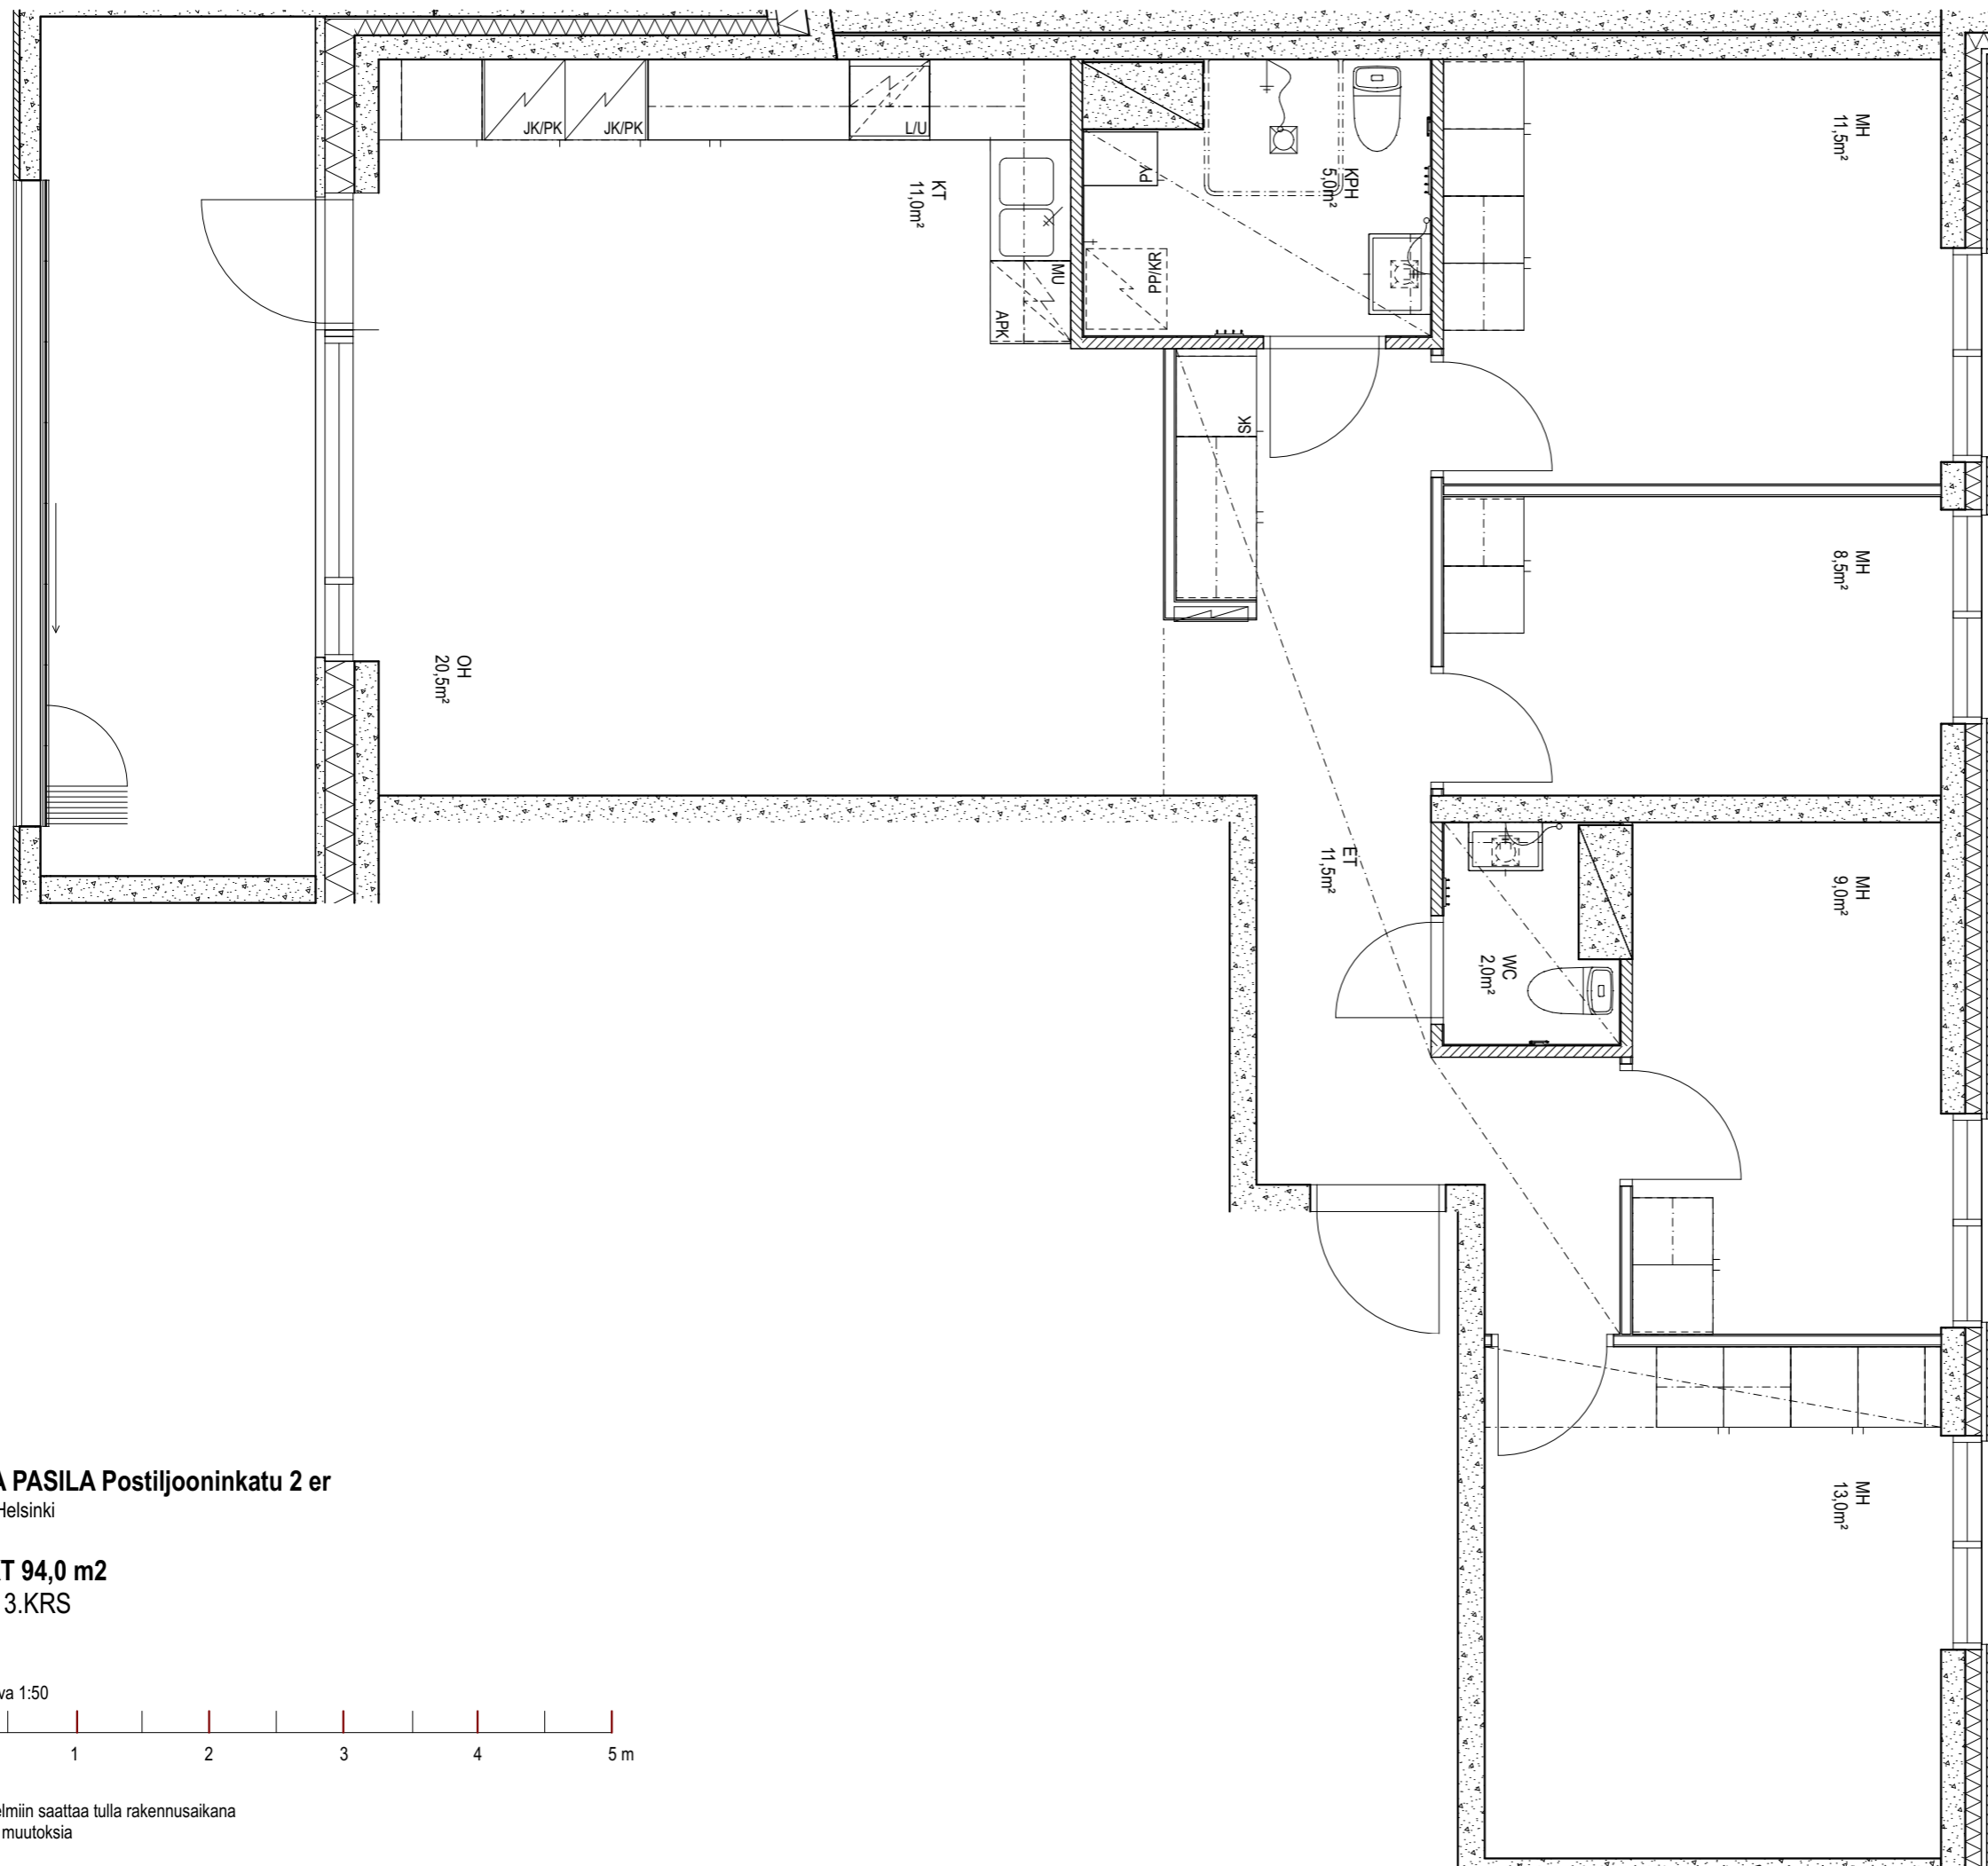 JK/PK
JK/PK
L/U
KT
11,0m²
MU
APK
PY
PP/KR
KPH
5,0m²
MH
11,5m²
SK
MH
8,5m²
OH
20,5m²
ET
11,5m²
MH
9,0m²
WC
2,0m²
MH
13,0m²
A PASILA Postiljooninkatu 2 er
Helsinki
T 94,0 m2
3.KRS
va 1:50
1 2 3 4 5 m
elmiin saattaa tulla rakennusaikana
muutoksia